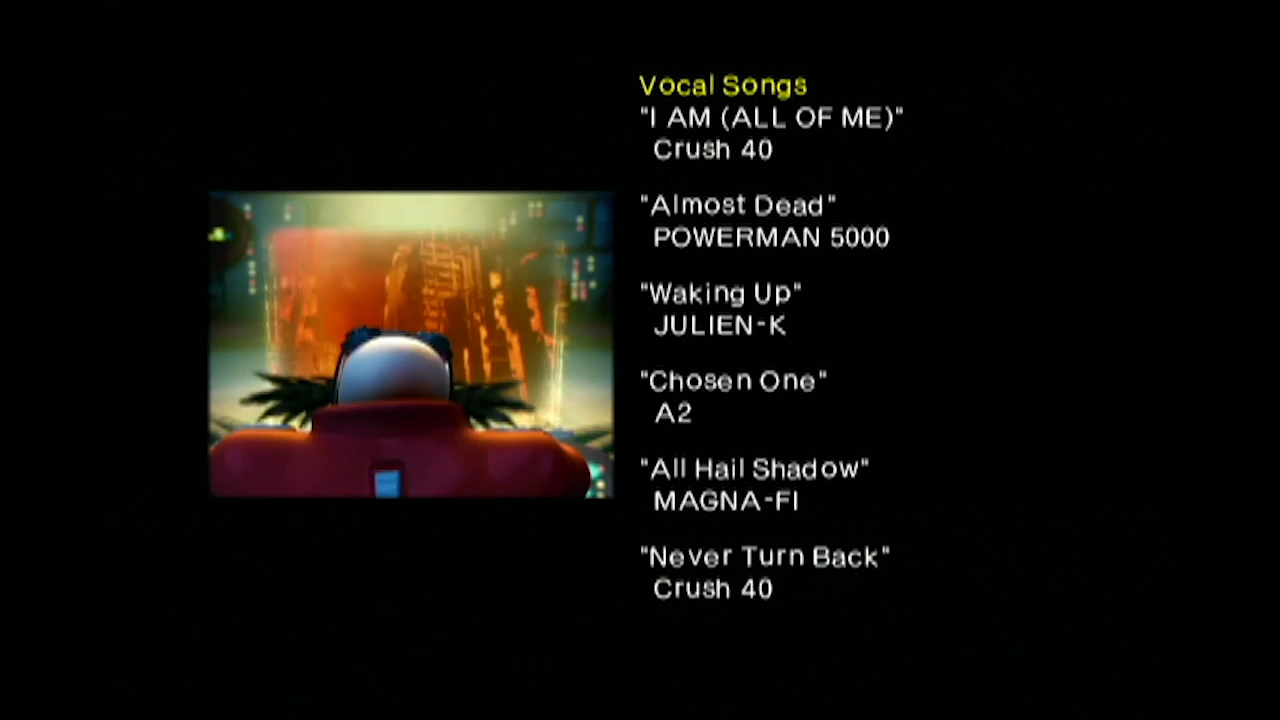 Vocal Songs
"I AM (ALL OF ME)"
Crush 40
"Almost Dead"
POWERMAN 5000
"Waking Up"
JULIEN-K
"Chosen One"
A2
"All Hail Shadow"
MAGNA-FI
"Never Turn Back"
Crush 40